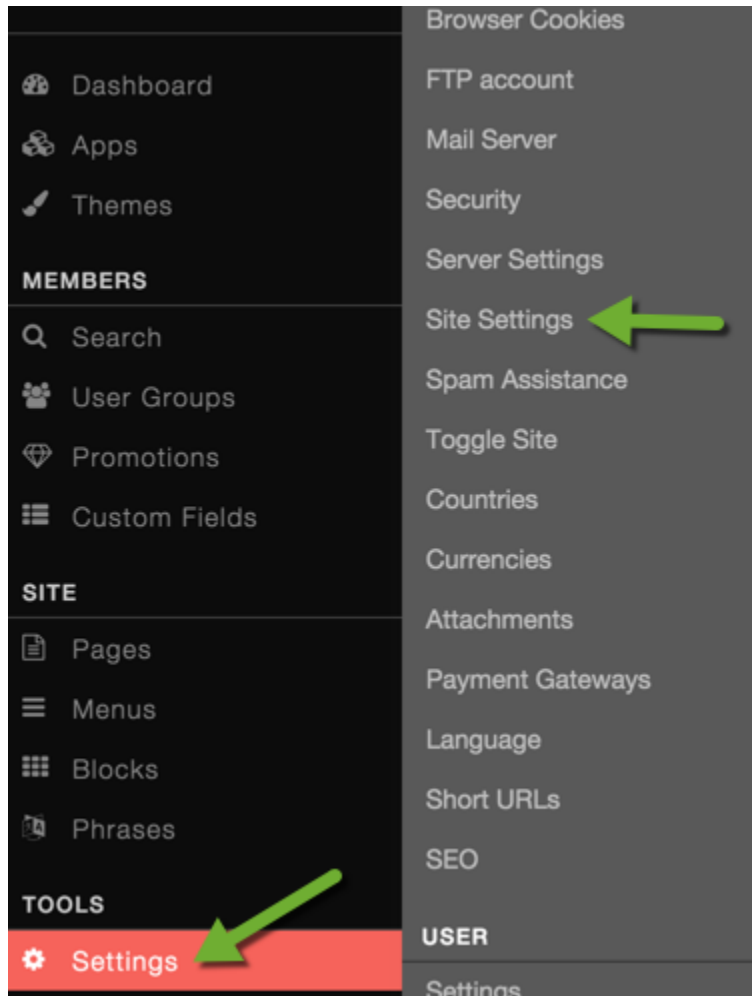 Dashboard
Apps
Themes
MEMBERS
Search
User Groups
Promotions
Custom Fields
SITE
Pages
Menus
Blocks
Phrases
TOOLS
Settings
Browser Cookies
FTP account
Mail Server
Security
Server Settings
Site Settings
Spam Assistance
Toggle Site
Countries
Currencies
Attachments
Payment Gateways
Language
Short URLs
SEO
USER
Settings